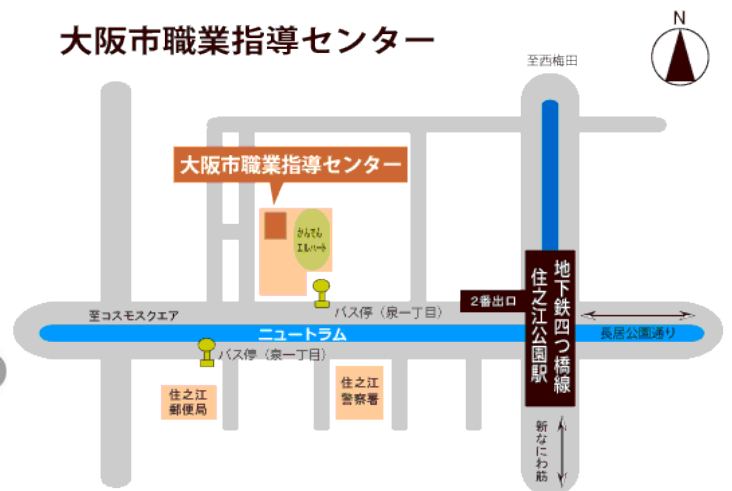 大阪市職業指導センター
N
至西梅田
大阪市職業指導センター
かんでん
エルハート
2番出口
地下鉄四つ橋線
住之江公園駅
バス停（泉一丁目）
至コスモスクエア
ニュートラム
長居公園通り
バス停（泉一丁目）
住之江
郵便局
住之江
警察署
新なにわ筋